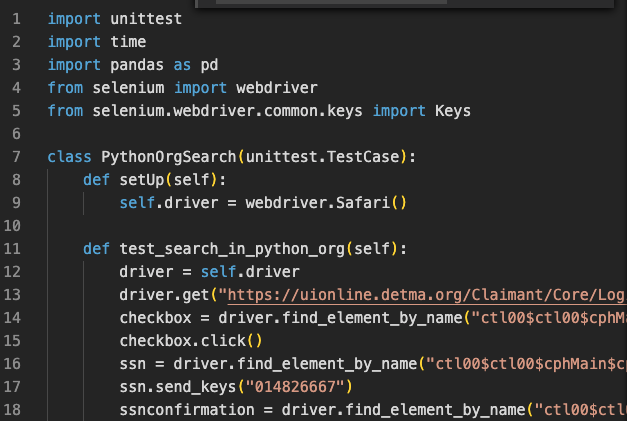 1 import unittest
2 import time
3 import pandas as pd
4 from selenium import webdriver
5 from selenium.webdriver.common.keys import Keys
6
7 class PythonOrgSearch(unittest.TestCase):
8 def setUp(self):
9 self.driver = webdriver.Safari()
10
11 def test_search_in_python_org(self):
12 driver = self.driver
13 driver.get("https://uionline.detma.org/Claimant/Core/Log
14 checkbox = driver.find_element_by_name("ctl00$ctl00$cphMa
15 checkbox.click()
16 ssn = driver.find_element_by_name("ctl00$ctl00$cphMain$cp
17 ssn.send_keys("014826667")
18 ssnconfirmation = driver.find_element_by_name("ctl00$ctl